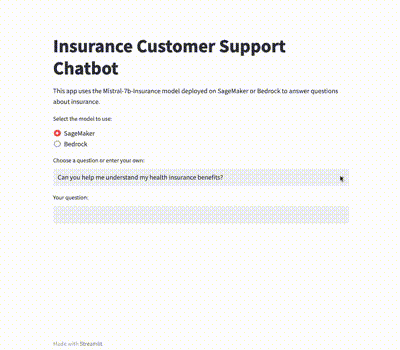 Insurance Customer Support
Chatbot
This app uses the Mistral-7b-Insurance model deployed on SageMaker or Bedrock to answer questions
about insurance.
Select the model to use:
SageMaker
Bedrock
Choose a question or enter your own:
Can you help me understand my health insurance benefits?
Your question:
Made with Streamlit